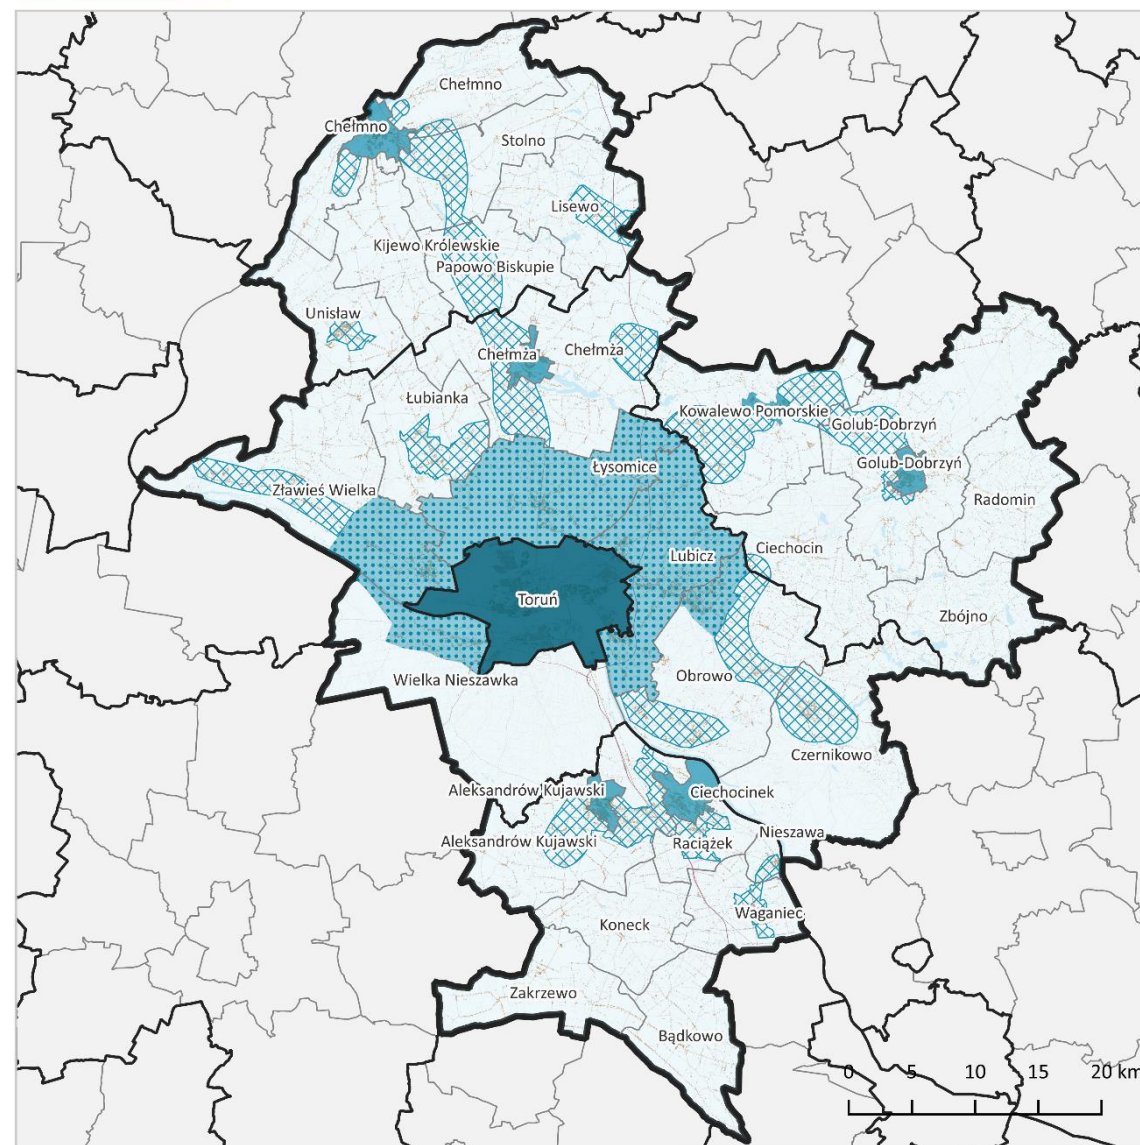 Chełmno
Chełmno
Stolno
Lisewo
Kijewo Królewskie
Papowo Biskupie
Unisław
Chełmża
Chełmża
Łubianka
Kowalewo Pomorskie
Golub-Dobrzyń
Golub-Dobrzyń
Łysomice
Zławieś Wielka
Radomin
Ciechocin
Lubicz
Toruń
Zbójno
Wielka Nieszawka
Obrowo
Czernikowo
Aleksandrów Kujawski
Ciechocinek
Nieszawa
Aleksandrów Kujawski
Raciążek
Waganiec
Koneck
Zakrzewo
Bądkowo
0 5 10 15 20 km